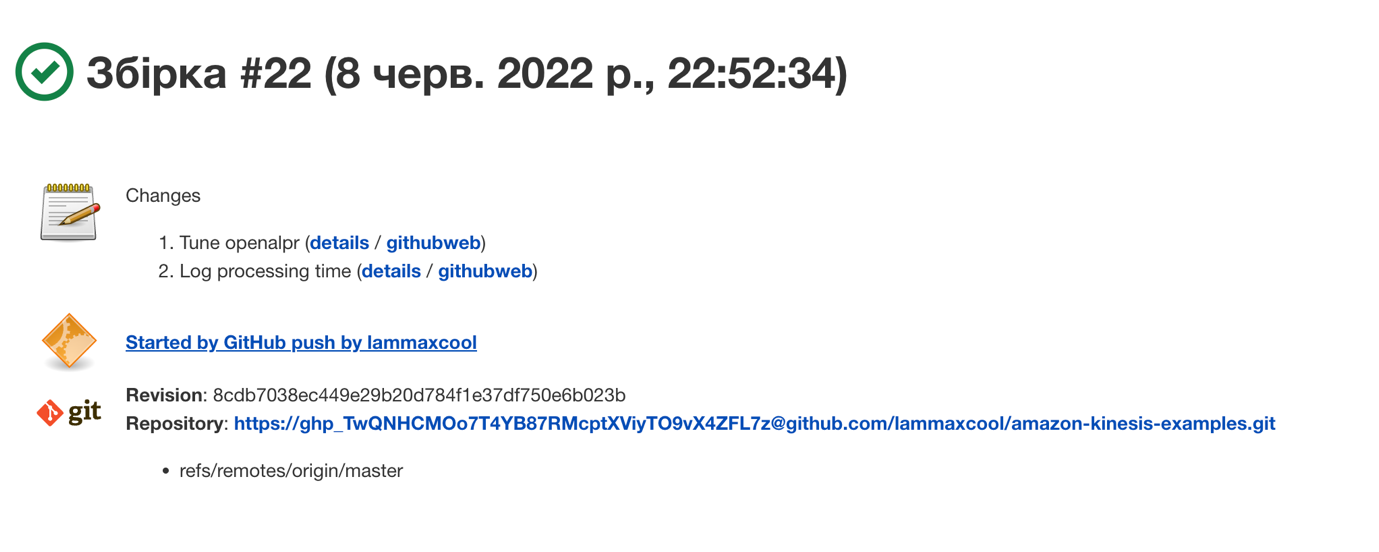 Збірка #22 (8 черв. 2022 р., 22:52:34)
Changes
1. Tune openalpr (details / githubweb)
2. Log processing time (details / githubweb)
Started by GitHub push by lammaxcool
git
Revision: 8cdb7038ec449e29b20d784f1e37df750e6b023b
Repository: https://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@github.com/lammaxcool/amazon-kinesis-examples.git
• refs/remotes/origin/master